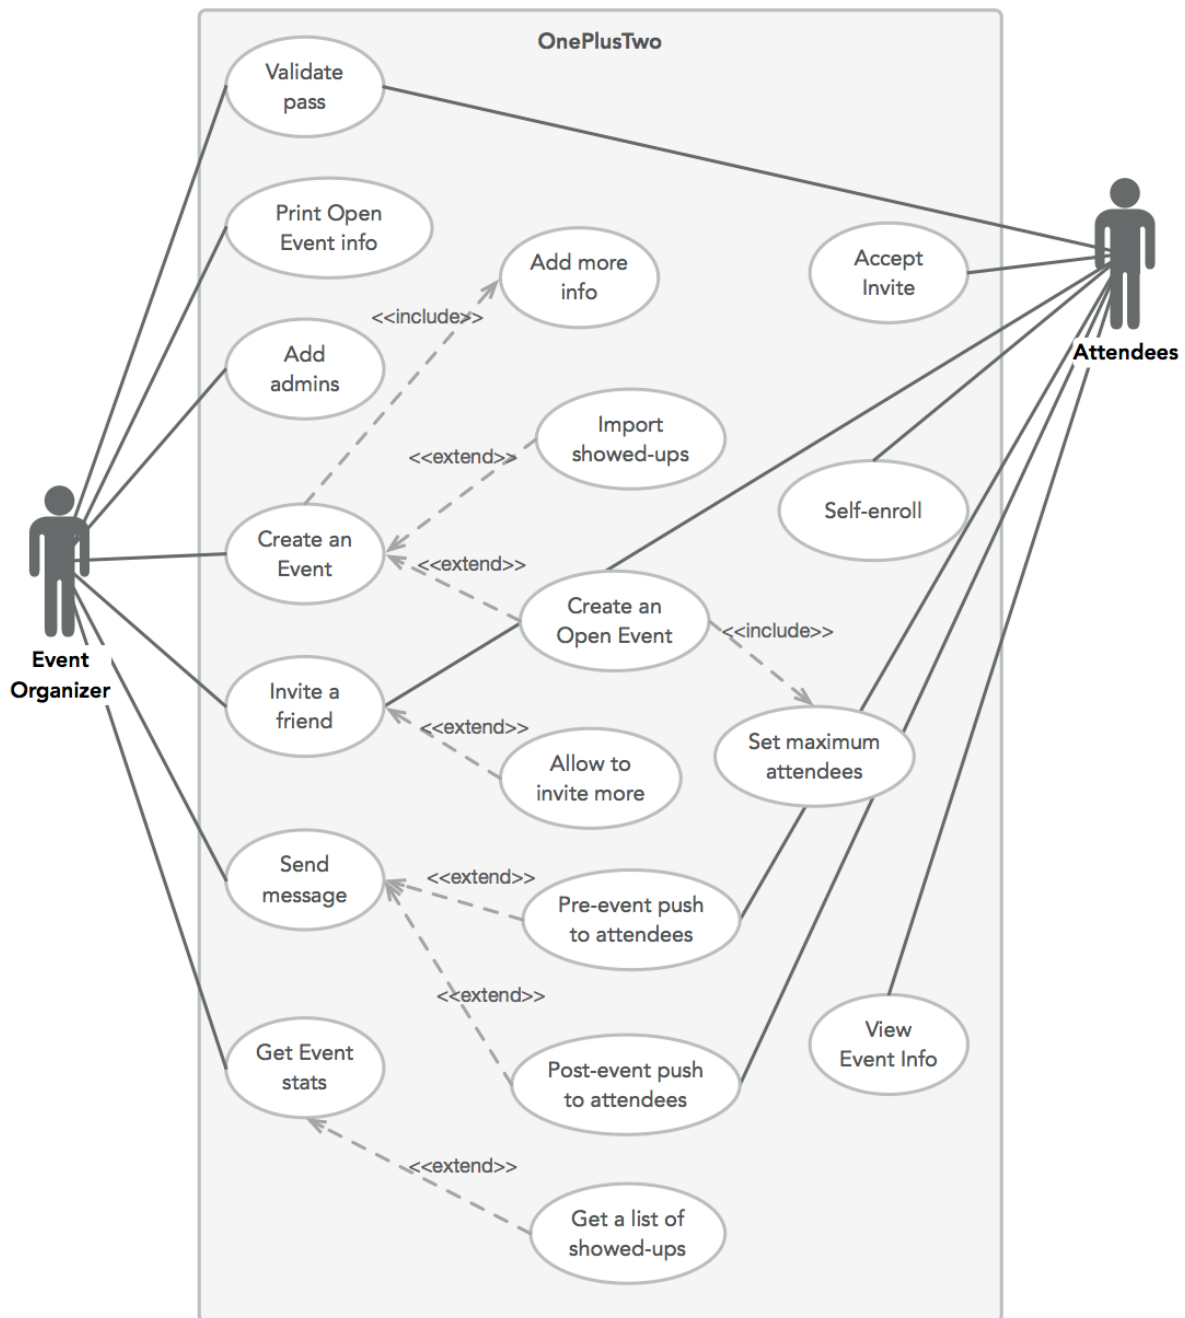 OnePlusTwo
Validate
pass
Print Open
Event info
Add more
info
Accept
Invite
<<include>>
Add
admins
Attendees
Import
showed-ups
<<extend>>
Self-enroll
Create an
Event
<<extend>>
Create an
Open Event
<<include>>
Event
Organizer
Invite a
friend
<<extend>>
Set maximum
attendees
Allow to
invite more
Send
message
<<extend>>
Pre-event push
to attendees
<<extend>>
View
Event Info
Get Event
stats
Post-event push
to attendees
<<extend>>
Get a list of
showed-ups